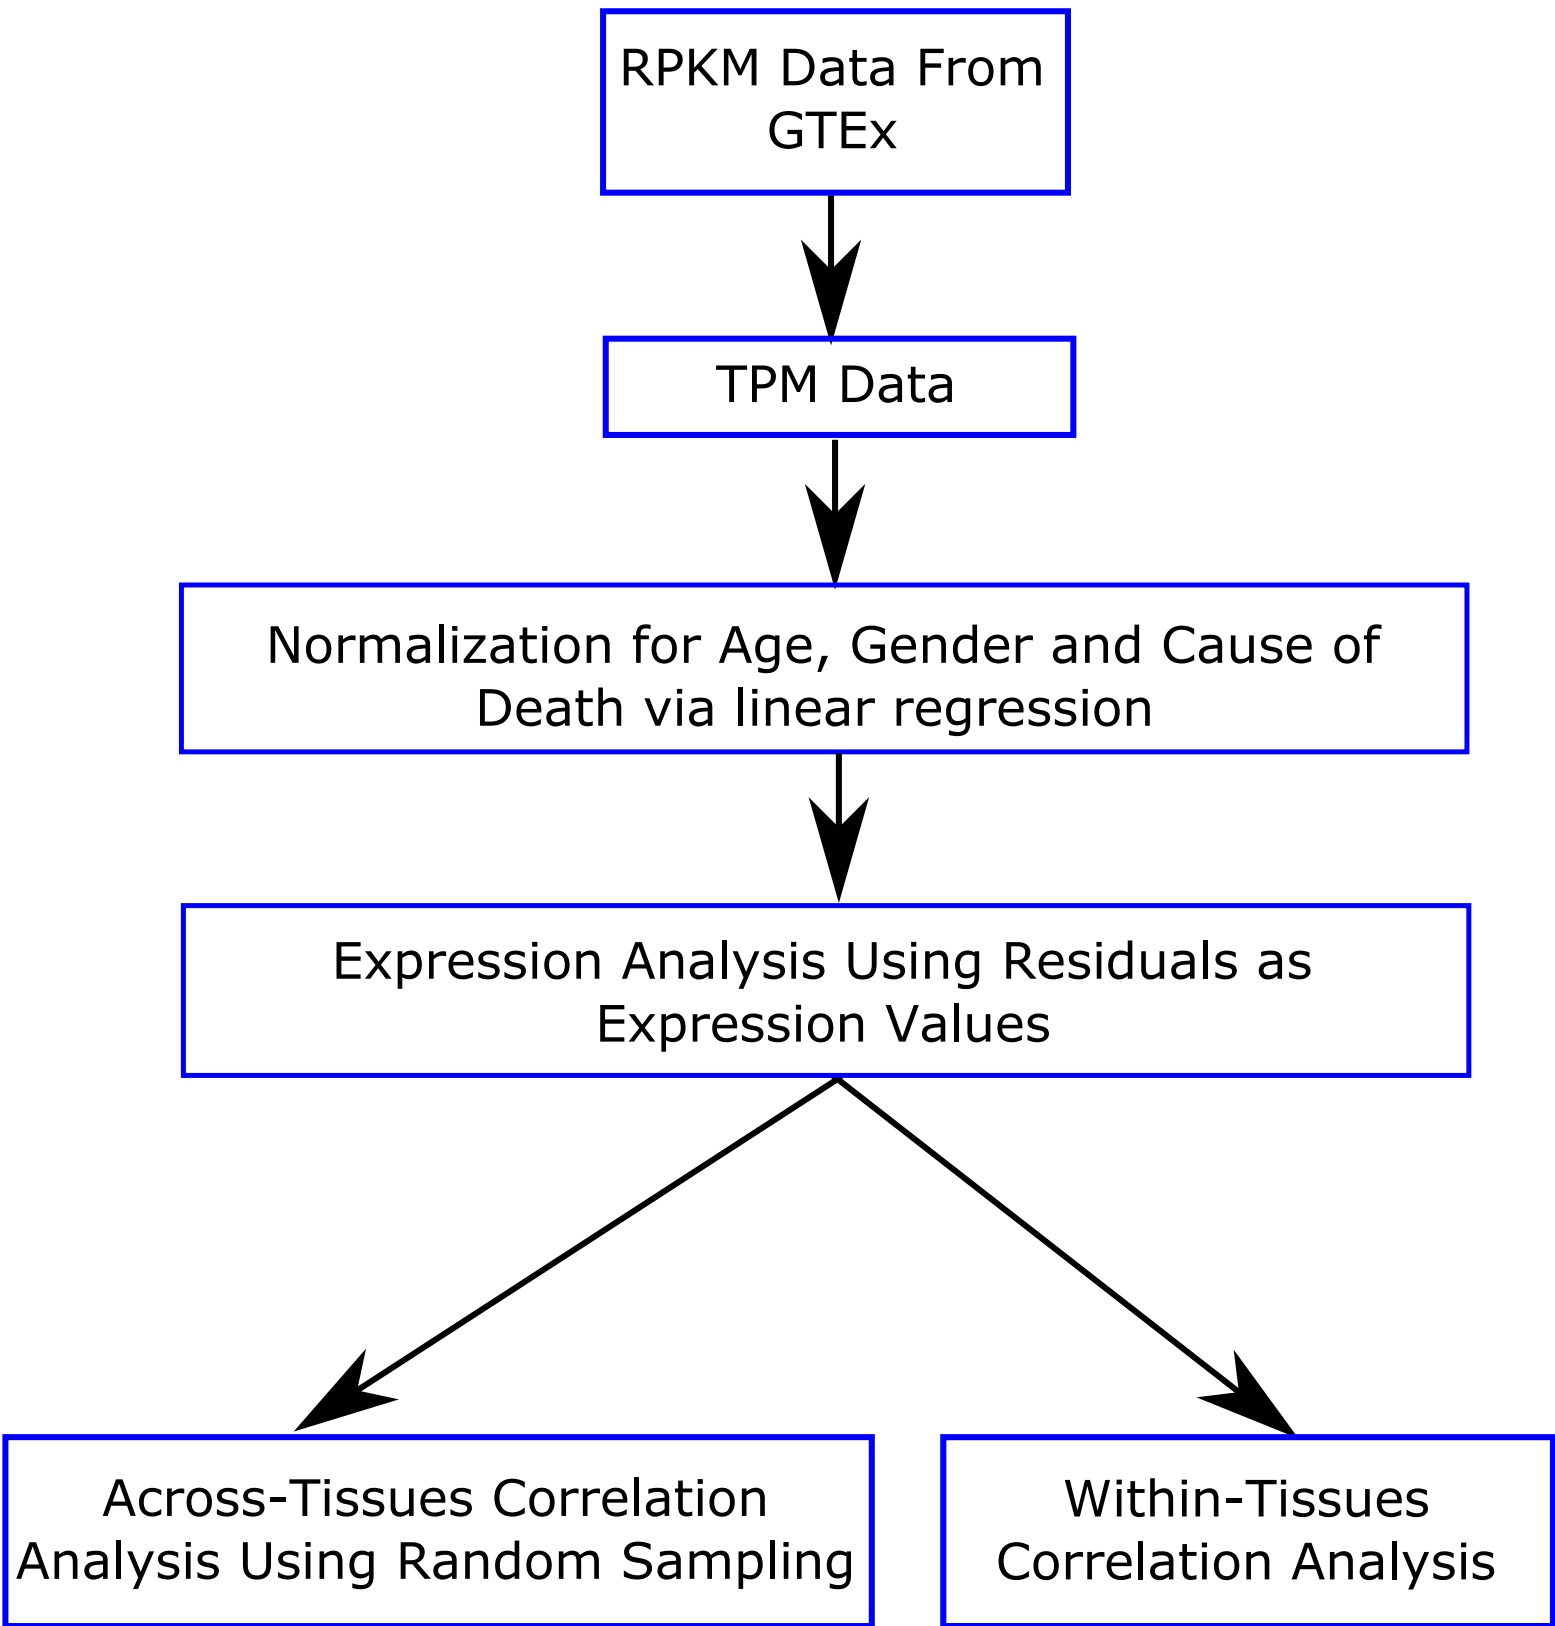 RPKM Data From
GTEx
TPM Data
Normalization for Age, Gender and Cause of
Death via linear regression
Expression Analysis Using Residuals as
Expression Values
Across-Tissues Correlation
Analysis Using Random Sampling
Within-Tissues
Correlation Analysis